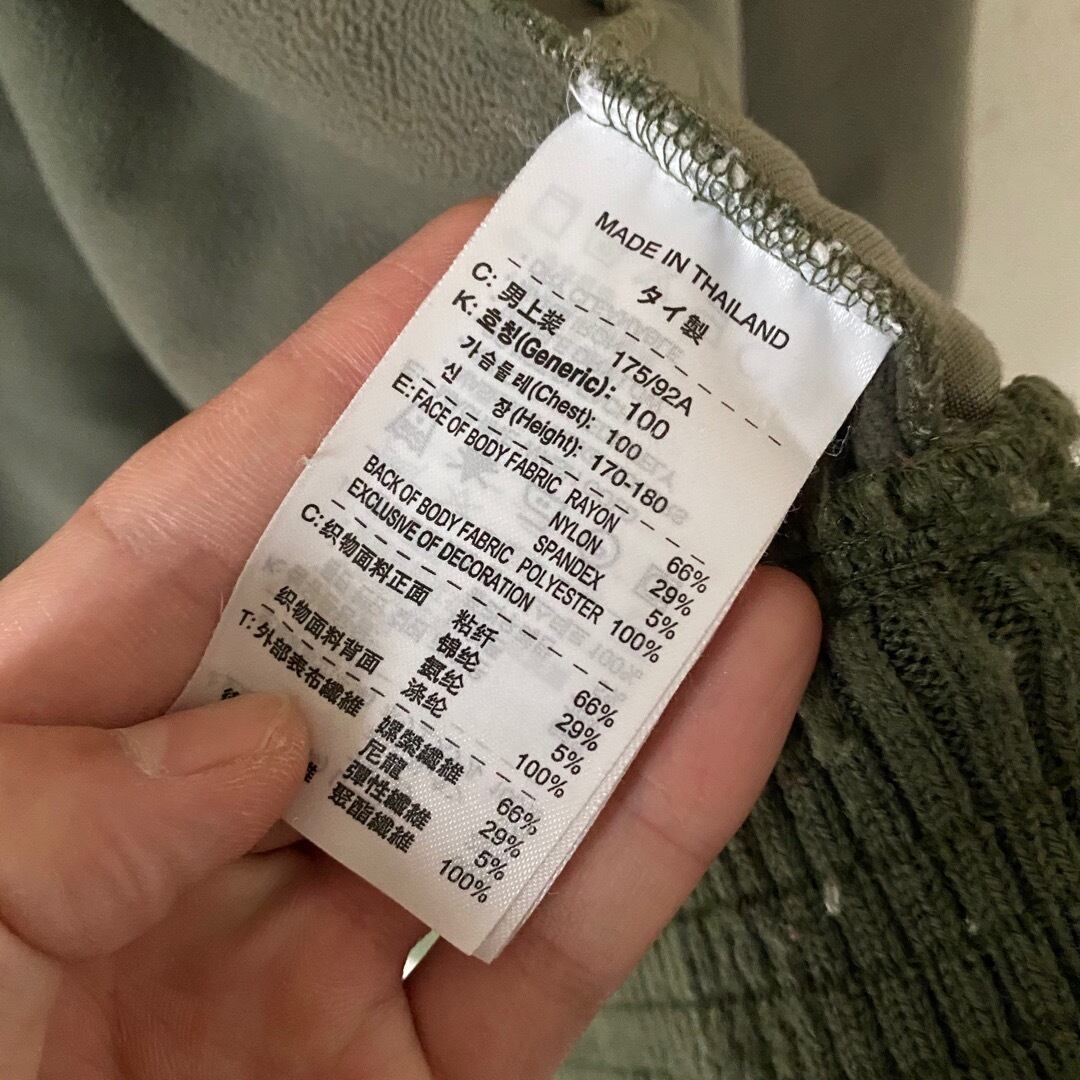 MADE IN THAILAND
タイ製
C: 男上装 175/92A
K: 호칭(Generic): 100
가슴둘레(Chest): 100
신 장(Height): 170-180
E: FACE OF BODY FABRIC RAYON 66%
NYLON 29%
SPANDEX 5%
BACK OF BODY FABRIC POLYESTER 100%
EXCLUSIVE OF DECORATION
C: 织物面料正面 粘纤 66%
锦纶 29%
氨纶 5%
织物面料背面 涤纶 100%
T: 外部表布纖維 嫘縈纖維 66%
尼龍 29%
彈性纖維 5%
聚酯纖維 100%